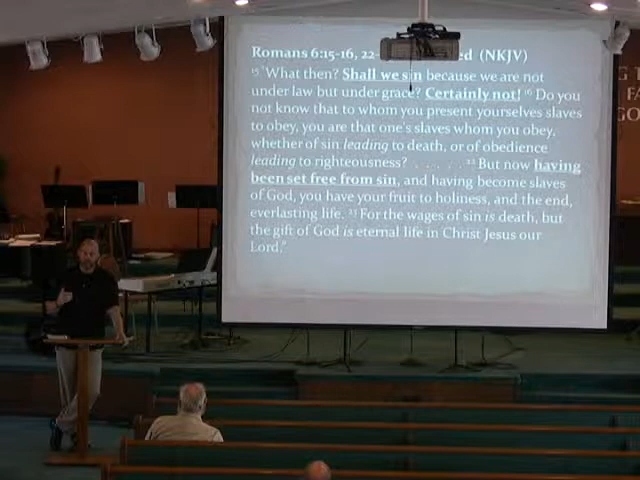 Romans 6:15-16, 22- ed (NKJV)
15 "What then? Shall we sin because we are not
under law but under grace? Certainly not! 16 Do you
not know that to whom you present yourselves slaves
to obey, you are that one's slaves whom you obey,
whether of sin leading to death, or of obedience
leading to righteousness? . . . . . 22 But now having
been set free from sin, and having become slaves
of God, you have your fruit to holiness, and the end,
everlasting life. 23 For the wages of sin is death, but
the gift of God is eternal life in Christ Jesus our
Lord."